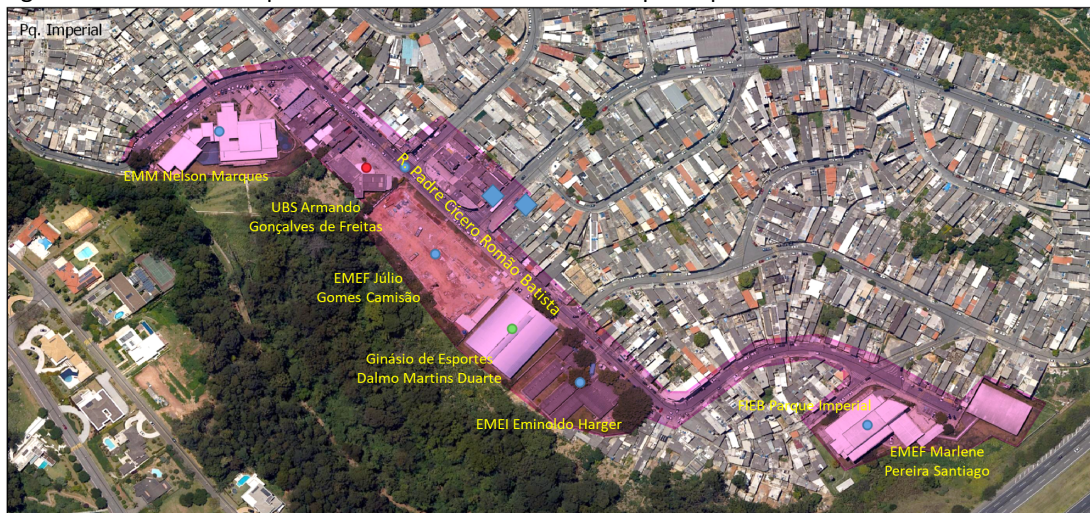 Pq. Imperial
EMM Nelson Marques
UBS Armando
Gonçalves de Freitas
R. Padre Cícero Romão Batista
EMEF Júlio
Gomes Camisão
Ginásio de Esportes
Dalmo Martins Duarte
EMEI Eminoldo Harger
Parque Imperial
EMEF Marlene
Pereira Santiago